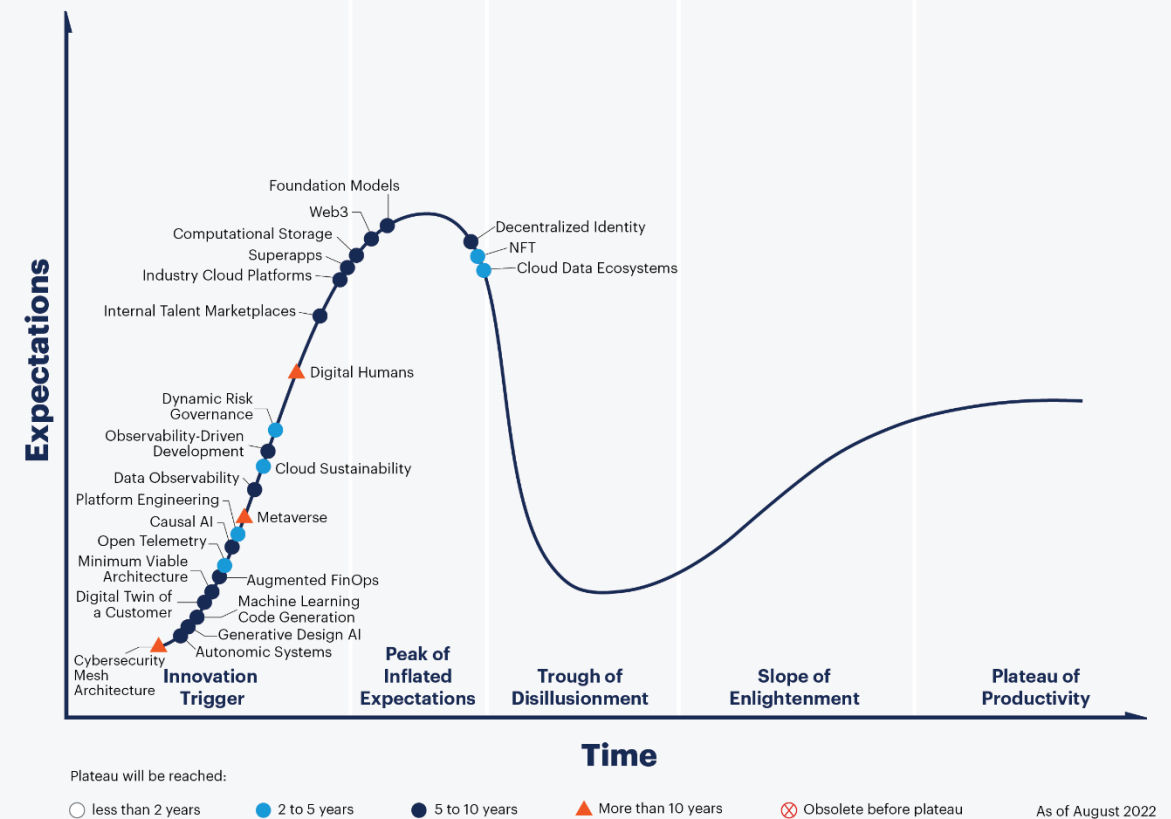 Foundation Models
Web3
Computational Storage
Superapps
Industry Cloud Platforms
Internal Talent Marketplaces
Decentralized Identity
NFT
Cloud Data Ecosystems
Digital Humans
Dynamic Risk
Governance
Observability-Driven
Development
Cloud Sustainability
Data Observability
Platform Engineering
Metaverse
Causal AI
Open Telemetry
Minimum Viable
Architecture
Augmented FinOps
Digital Twin of
a Customer
Machine Learning
Code Generation
Generative Design AI
Autonomic Systems
Cybersecurity
Mesh
Architecture
Expectations
Innovation
Trigger
Peak of
Inflated
Expectations
Trough of
Disillusionment
Slope of
Enlightenment
Plateau of
Productivity
Time
Plateau will be reached:
less than 2 years
2 to 5 years
5 to 10 years
More than 10 years
Obsolete before plateau
As of August 2022